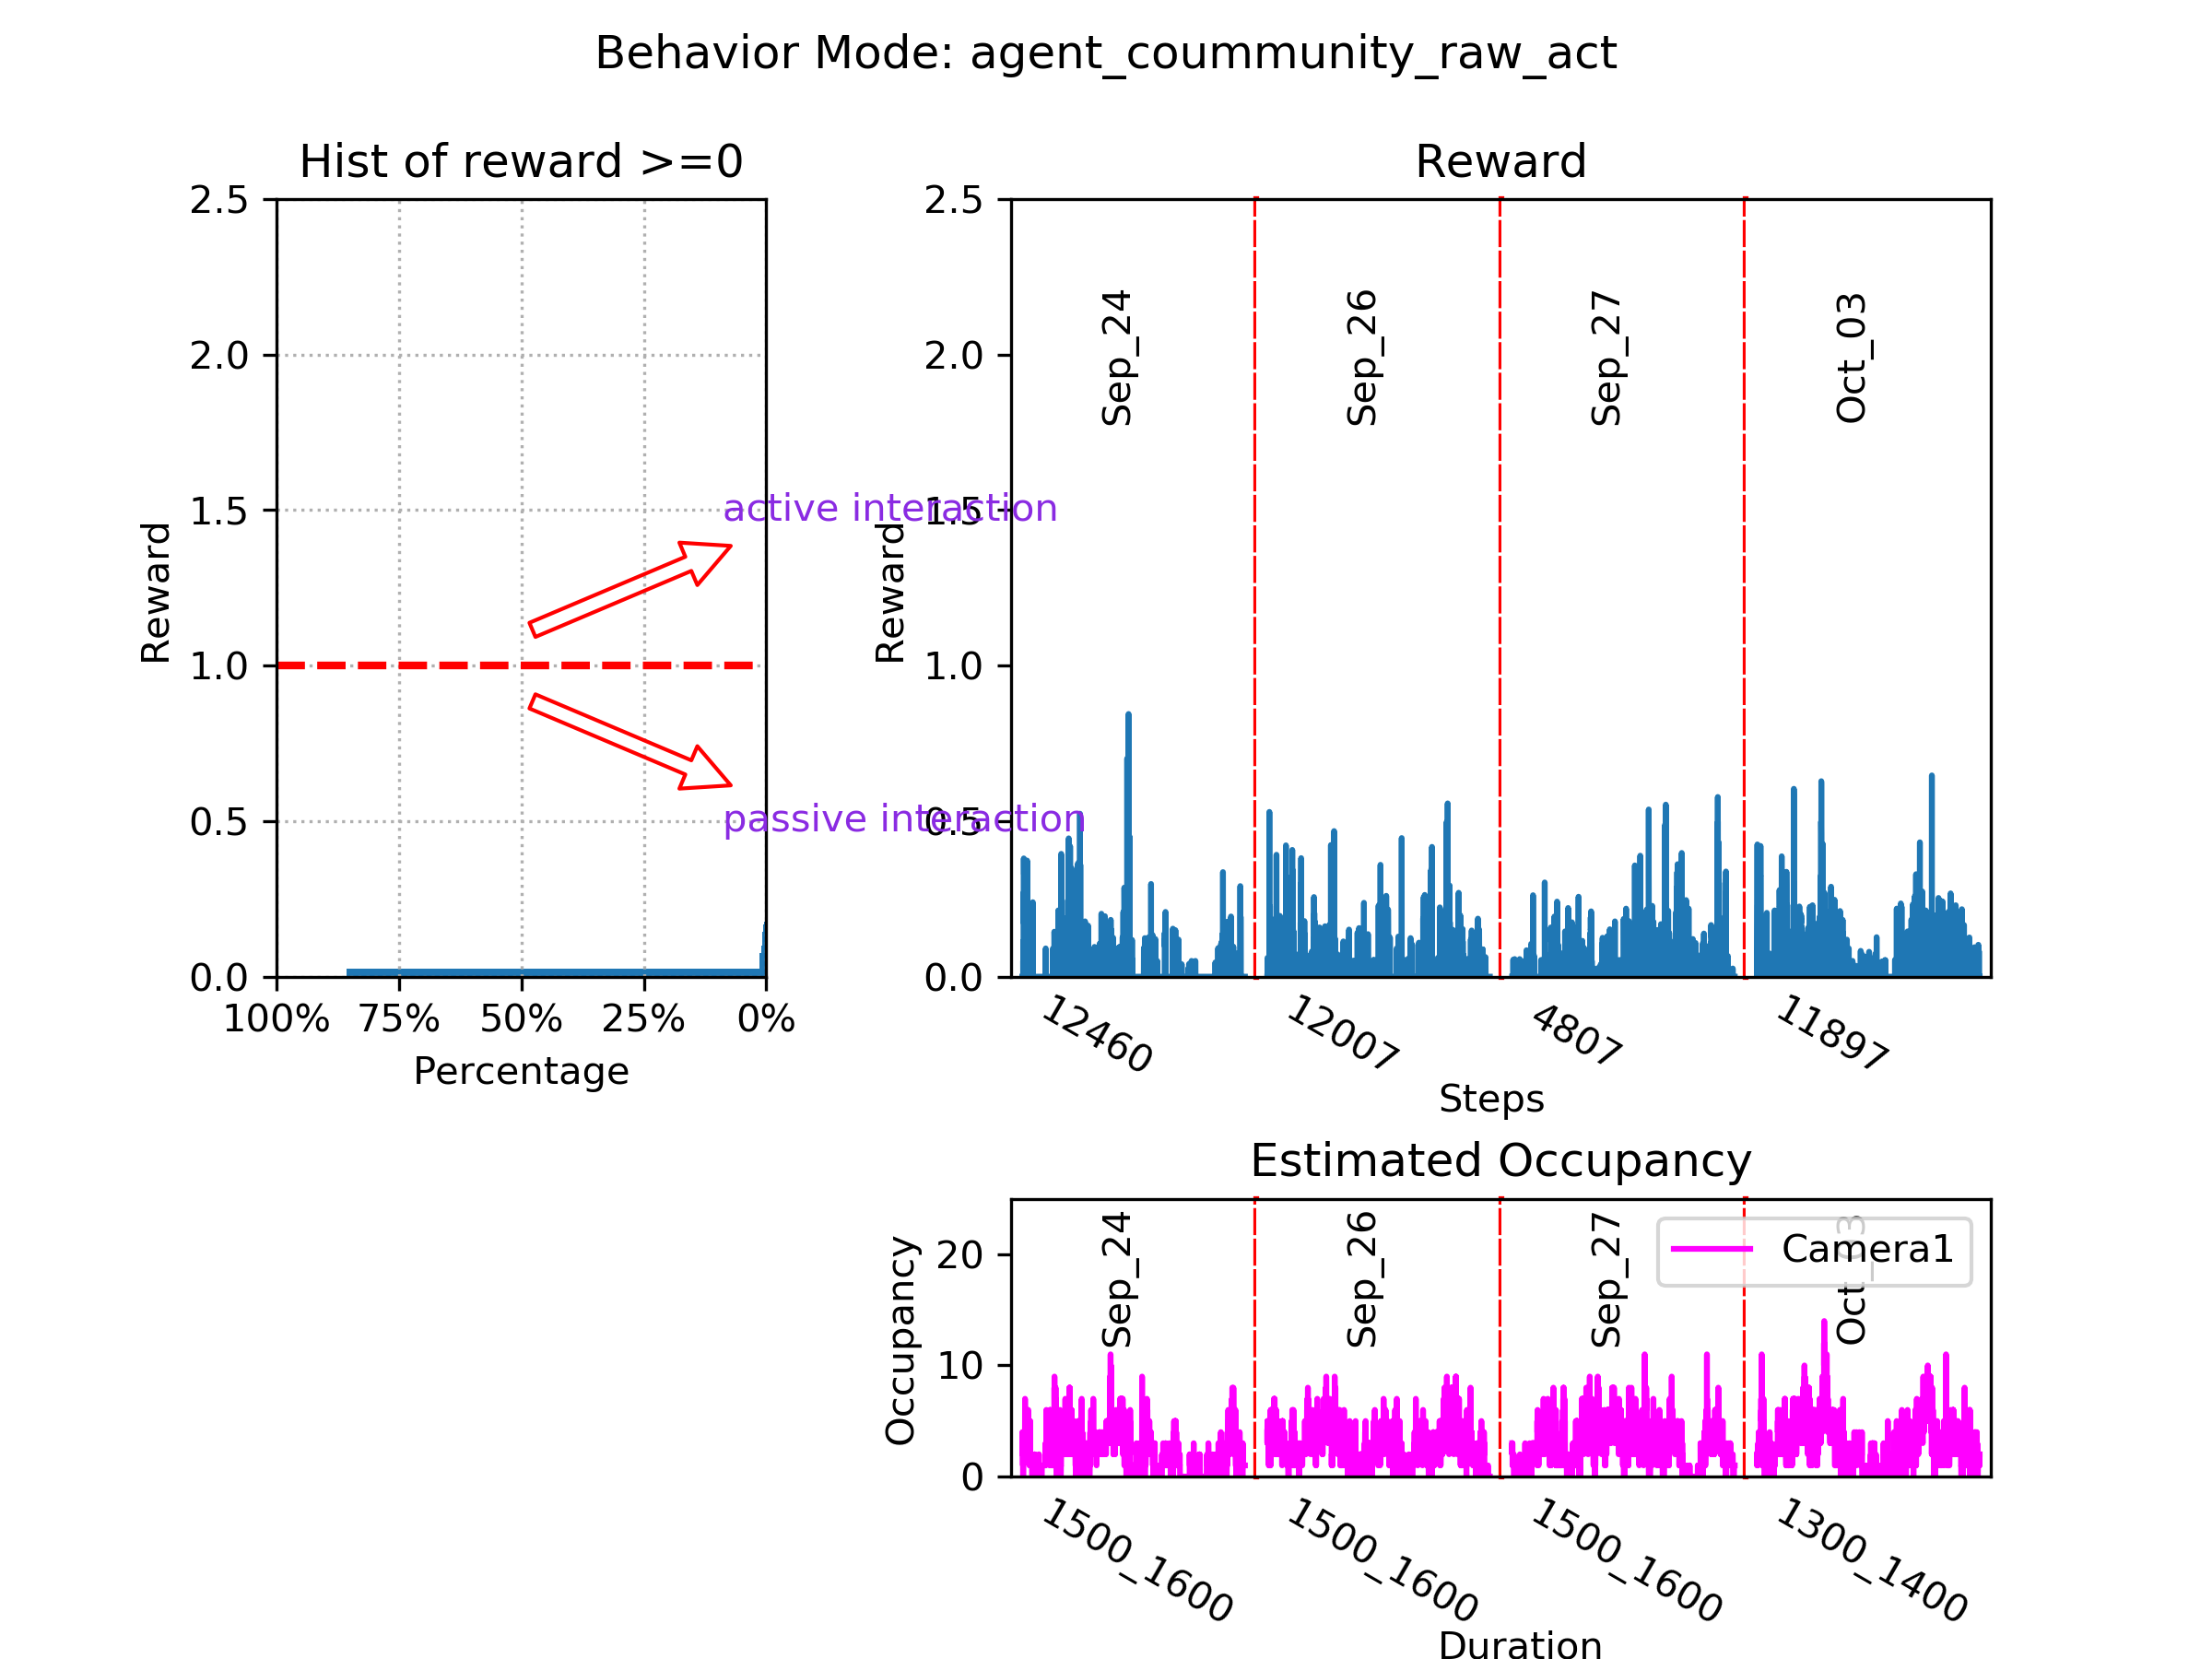 Behavior Mode: agent_coummunity_raw_act
Hist of reward >=0
2.5
2.0
1.5
1.0
0.5
0.0
Reward
active interaction
passive interaction
100% 75% 50% 25% 0%
Percentage
Reward
2.5
2.0
1.5
1.0
0.5
0.0
Reward
Sep_24
Sep_26
Sep_27
Oct_03
12460
12007
4807
11897
Steps
Estimated Occupancy
20
10
0
Occupancy
Sep_24
Sep_26
Sep_27
Oct_03
Camera1
1500_1600
1500_1600
1500_1600
1300_1400
Duration